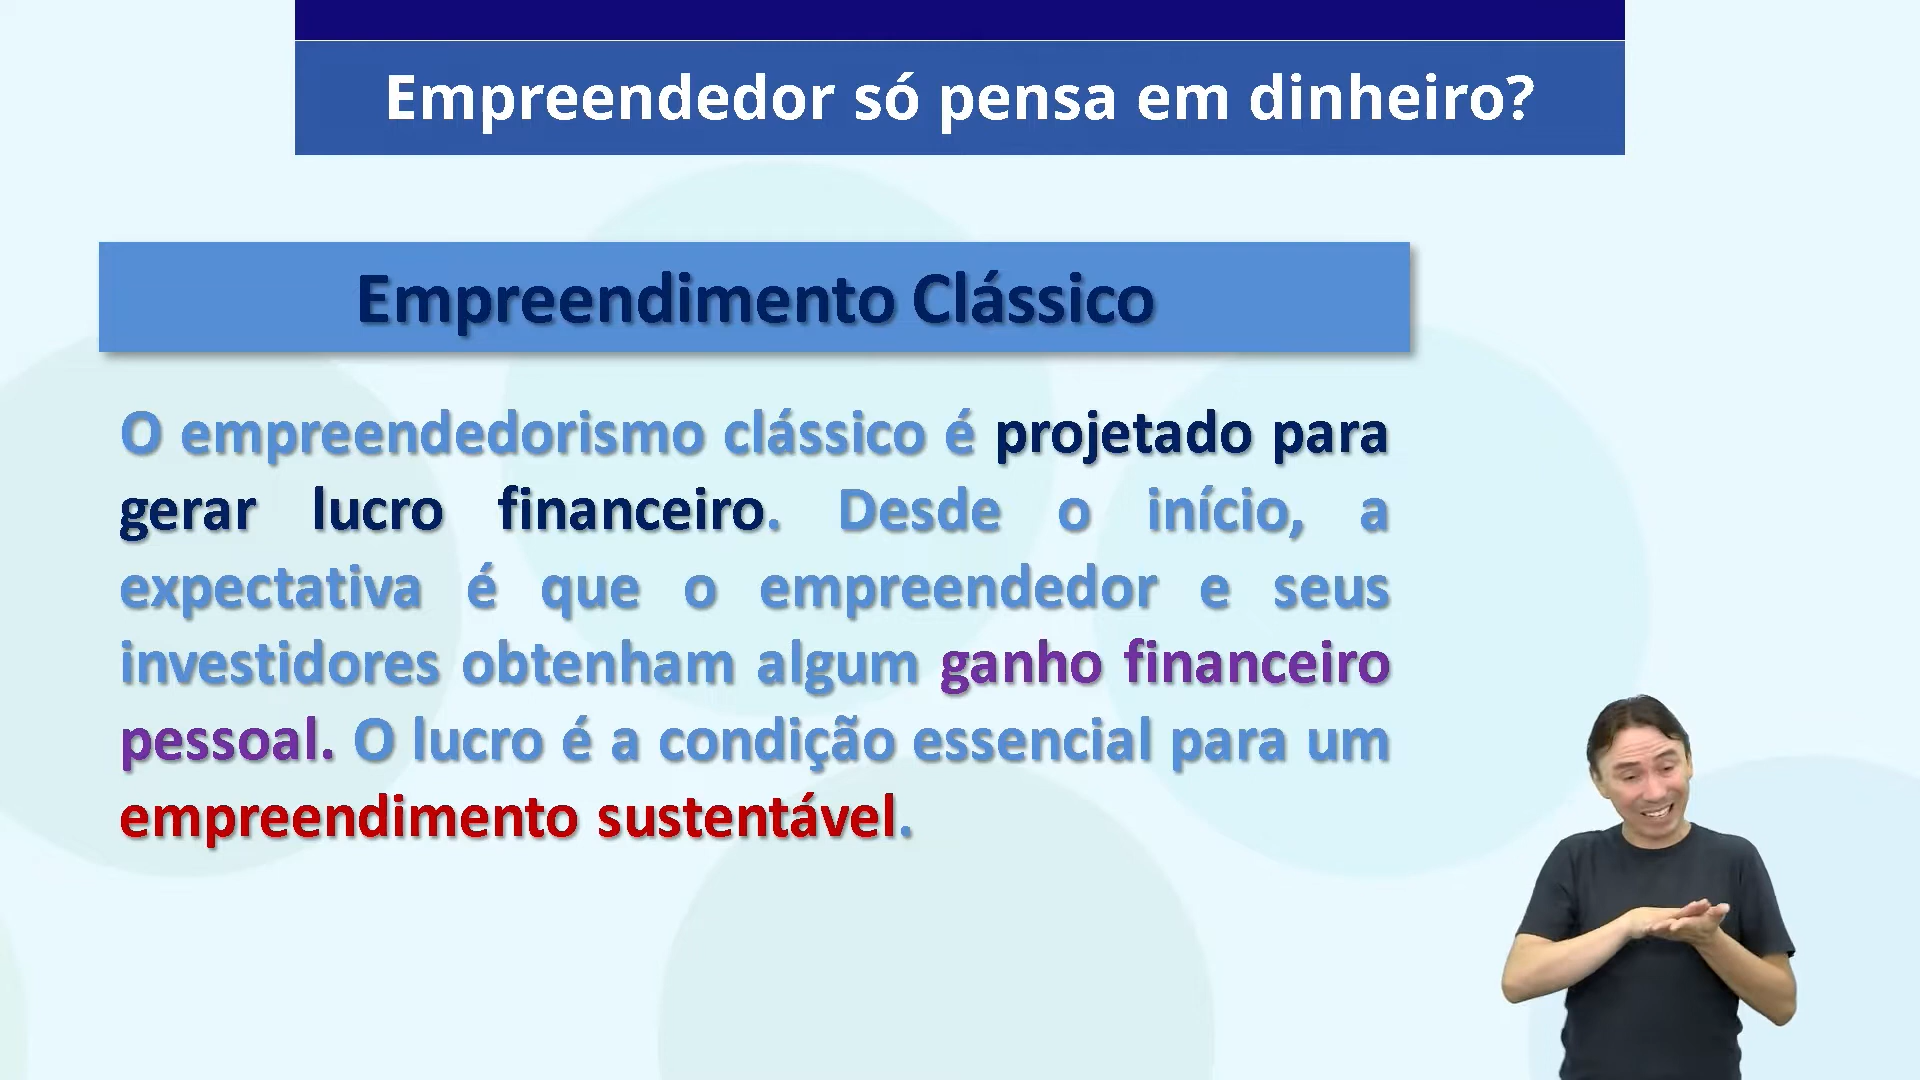 Empreendedor só pensa em dinheiro?
Empreendimento Clássico
O empreendedorismo clássico é projetado para
gerar lucro financeiro. Desde o início, a
expectativa é que o empreendedor e seus
investidores obtenham algum ganho financeiro
pessoal. O lucro é a condição essencial para um
empreendimento sustentável.